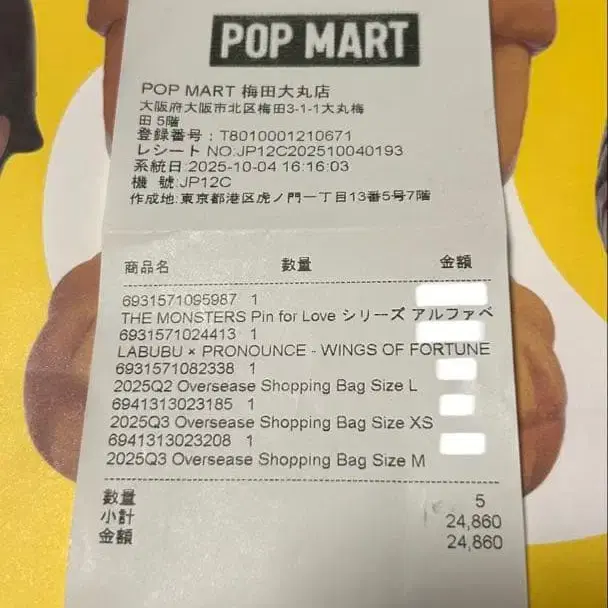 POP MART
POP MART 梅田大丸店
大阪府大阪市北区梅田3-1-1大丸梅
田 5階
登録番号：T8010001210671
レシート NO:JP12C202510040193
系統日:2025-10-04 16:16:03
機 號:JP12C
作成地:東京都港区虎ノ門一丁目13番5号7階
商品名 数量 金額
6931571095987 1
THE MONSTERS Pin for Love シリーズ アルファベ
6931571024413 1
LABUBU × PRONOUNCE - WINGS OF FORTUNE
6931571082338 1
2025Q2 Oversease Shopping Bag Size L
6941313023185 1
2025Q3 Oversease Shopping Bag Size XS
6941313023208 1
2025Q3 Oversease Shopping Bag Size M
數量 5
小計 24,860
金額 24,860